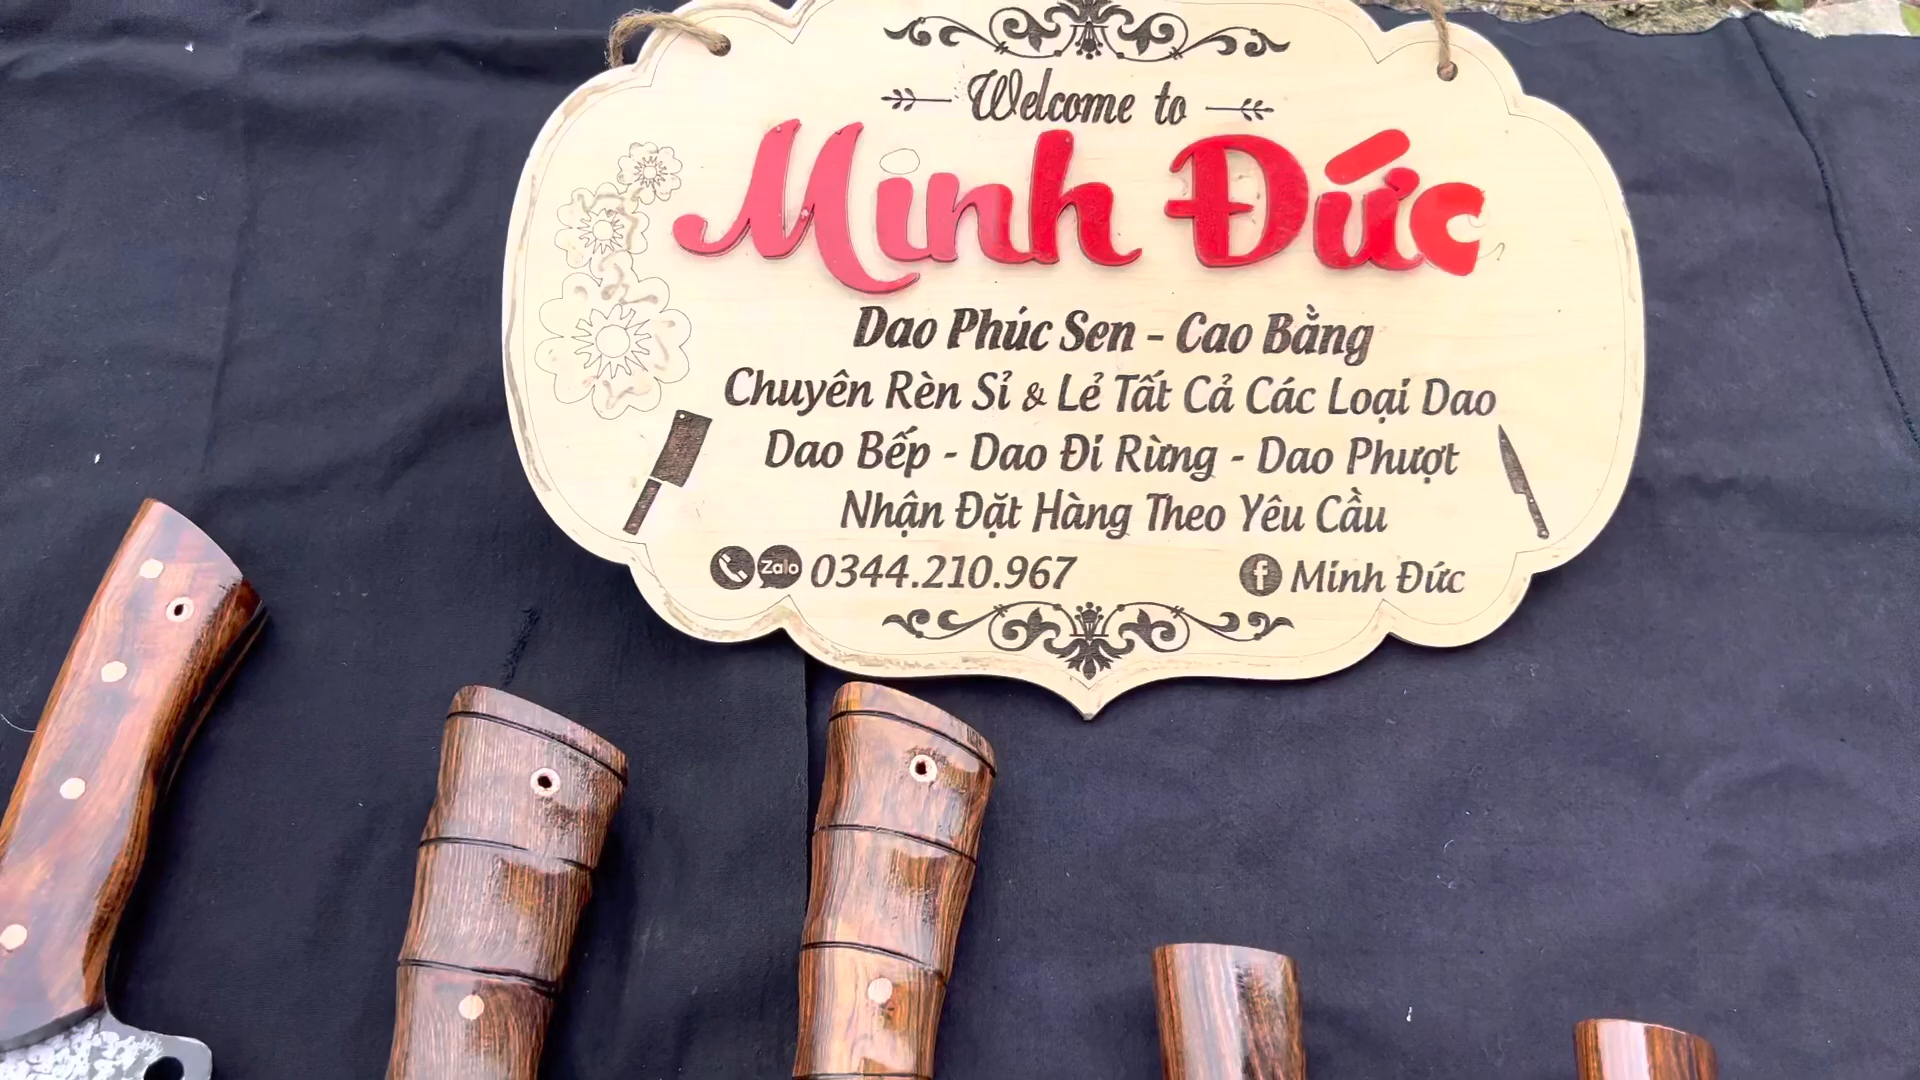 Welcome to
Minh Đức
Dao Phúc Sen - Cao Bằng
Chuyên Rèn Sỉ & Lẻ Tất Cả Các Loại Dao
Dao Bếp - Dao Đi Rừng - Dao Phượt
Nhận Đặt Hàng Theo Yêu Cầu
Zalo 0344.210.967 f Minh Đức